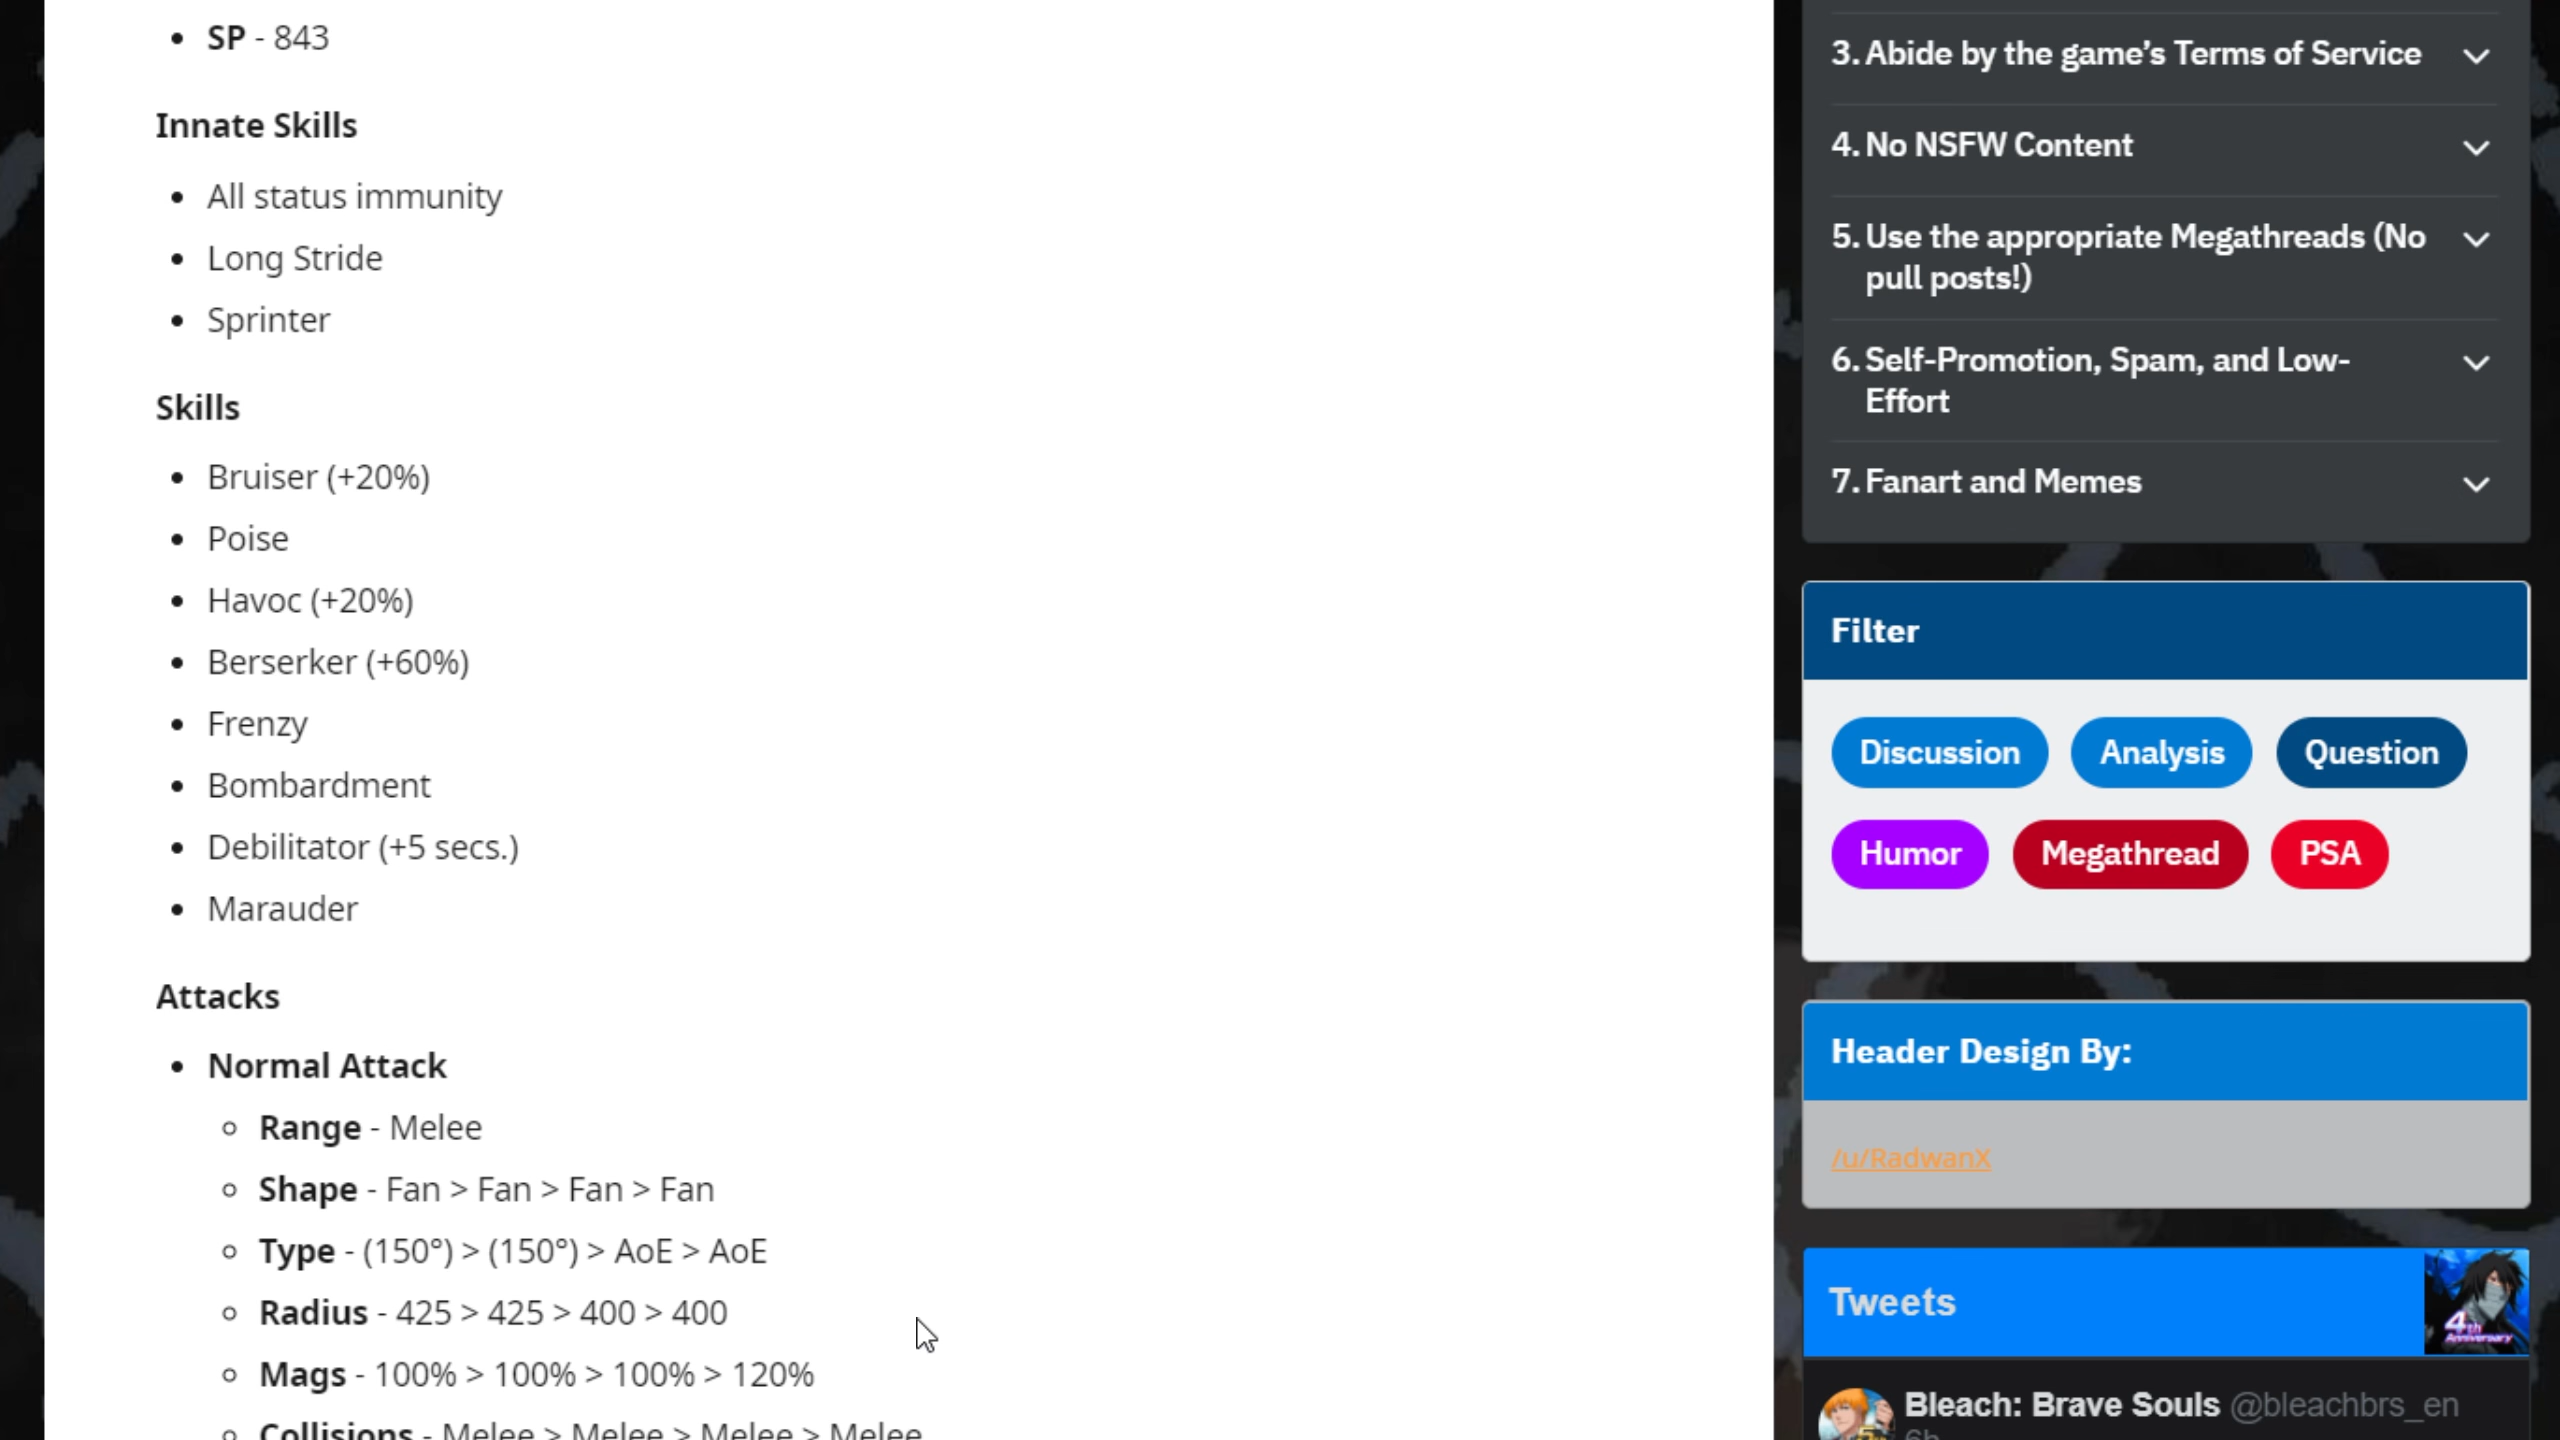 SP - 843
Innate Skills
All status immunity
Long Stride
Sprinter
Skills
Bruiser (+20%)
Poise
Havoc (+20%)
Berserker (+60%)
Frenzy
Bombardment
Debilitator (+5 secs.)
Marauder
Attacks
Normal Attack
Range - Melee
Shape - Fan > Fan > Fan > Fan
Type - (150°) > (150°) > AoE > AoE
Radius - 425 > 425 > 400 > 400
Mags - 100% > 100% > 100% > 120%
Collisions - Melee > Melee > Melee > Melee
3. Abide by the game’s Terms of Service
4. No NSFW Content
5. Use the appropriate Megathreads (No
pull posts!)
6. Self-Promotion, Spam, and Low-
Effort
7. Fanart and Memes
Filter
Discussion Analysis Question
Humor Megathread PSA
Header Design By:
/u/RadwanX
Tweets
4th
Anniversary
Bleach: Brave Souls @bleachbrs_en
6h